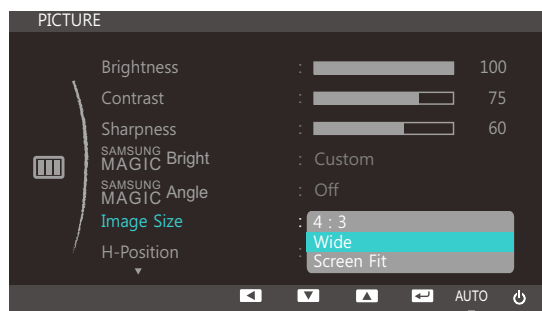 PICTURE
Brightness : 100
Contrast : 75
Sharpness : 60
SAMSUNG MAGIC Bright : Custom
SAMSUNG MAGIC Angle : Off
Image Size : 4 : 3
Wide
H-Position :
Screen Fit
AUTO